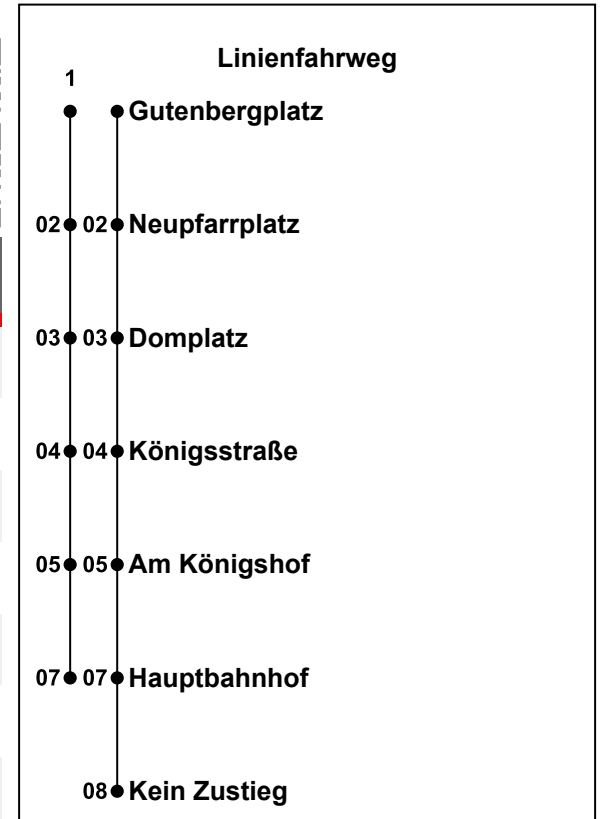 Linienfahrweg
1
Gutenbergplatz
02 02 Neupfarrplatz
03 03 Domplatz
04 04 Königsstraße
05 05 Am Königshof
07 07 Hauptbahnhof
08 Kein Zustieg